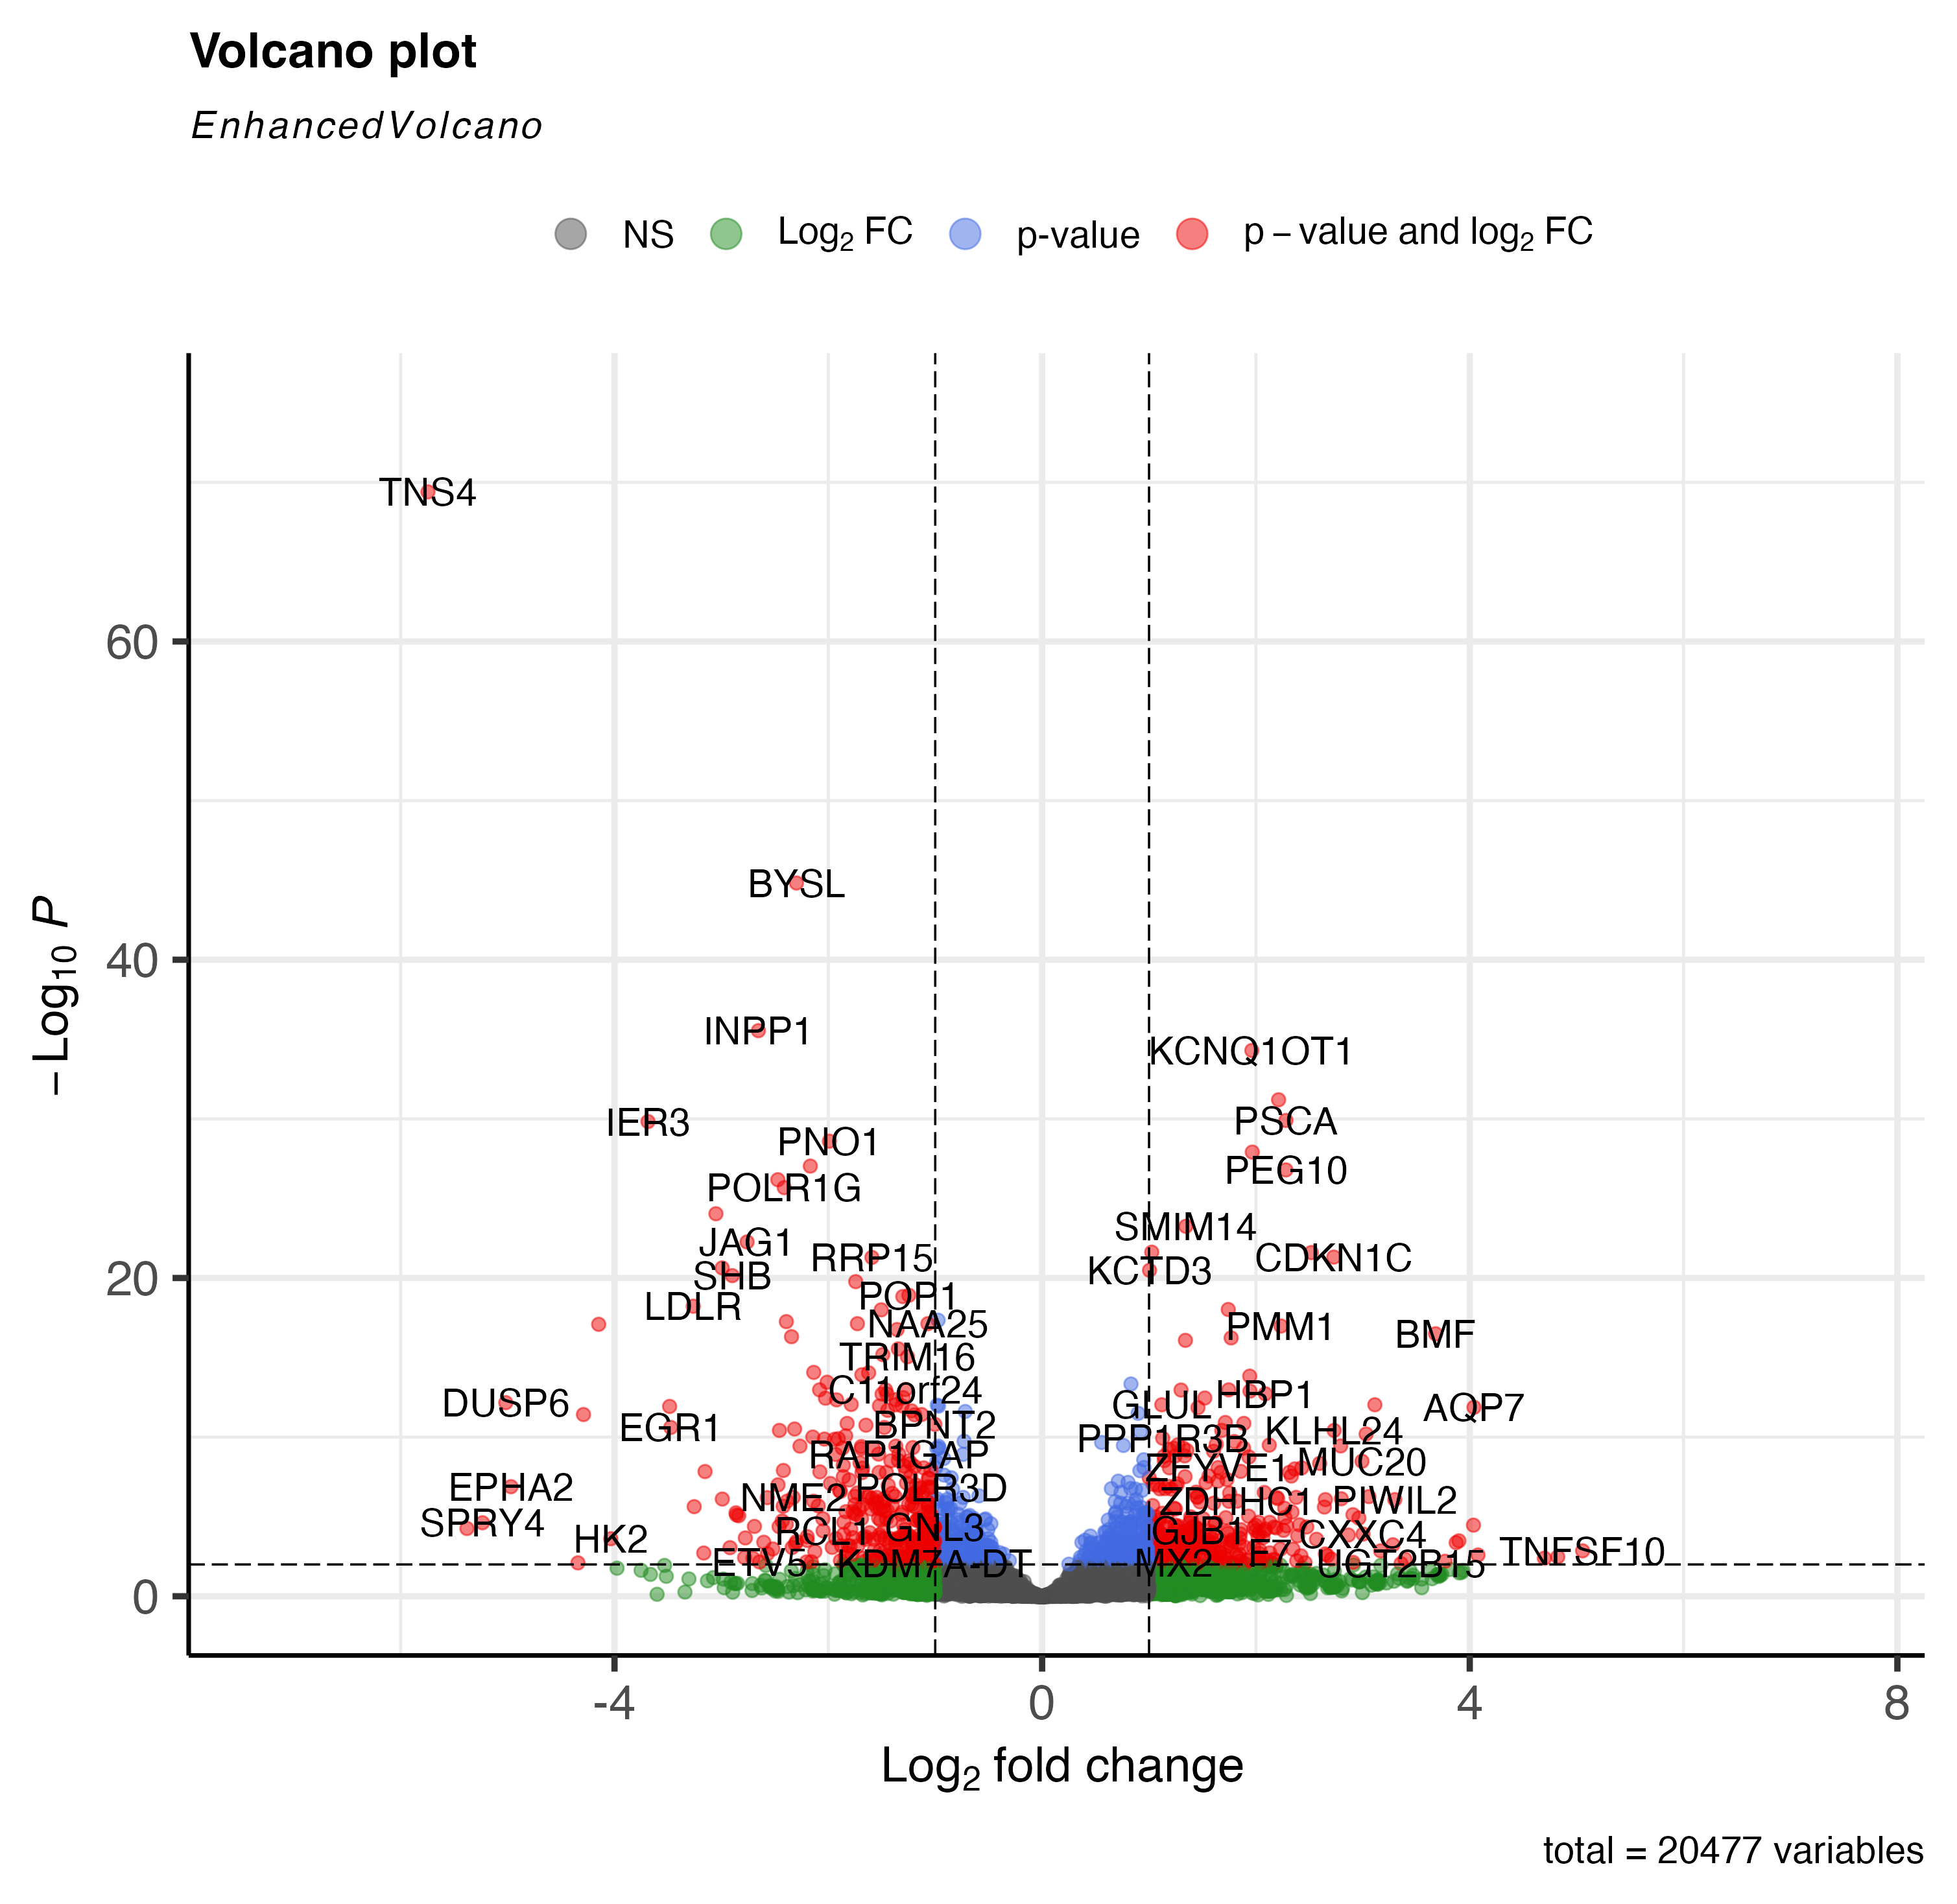 Volcano plot
EnhancedVolcano
NS
Log2 FC
p-value
p – value and log2 FC
TNS4
60
BYSL
–Log10 P
40
INPP1
KCNQ1OT1
IER3
PSCA
PNO1
PEG10
POLR1G
SMIM14
JAG1
RRP15
CDKN1C
KCTD3
SHB
20
POP1
LDLR
NAA25
PMM1
BMF
TRIM16
C11orf24
HBP1
DUSP6
GLUL
AQP7
EGR1
BPNT2
KLHL24
PPP1R3B
RAP1GAP
MUC20
ZFYVE1
EPHA2
POLR3D
NME2
ZDHHC1
PIWIL2
SPRY4
GNL3
RCL1
GJB1
CXXC4
HK2
TNFSF10
E7
ETV5
KDM7A-DT
MX2
UGT2B15
0
-4
0
4
8
Log2 fold change
total = 20477 variables